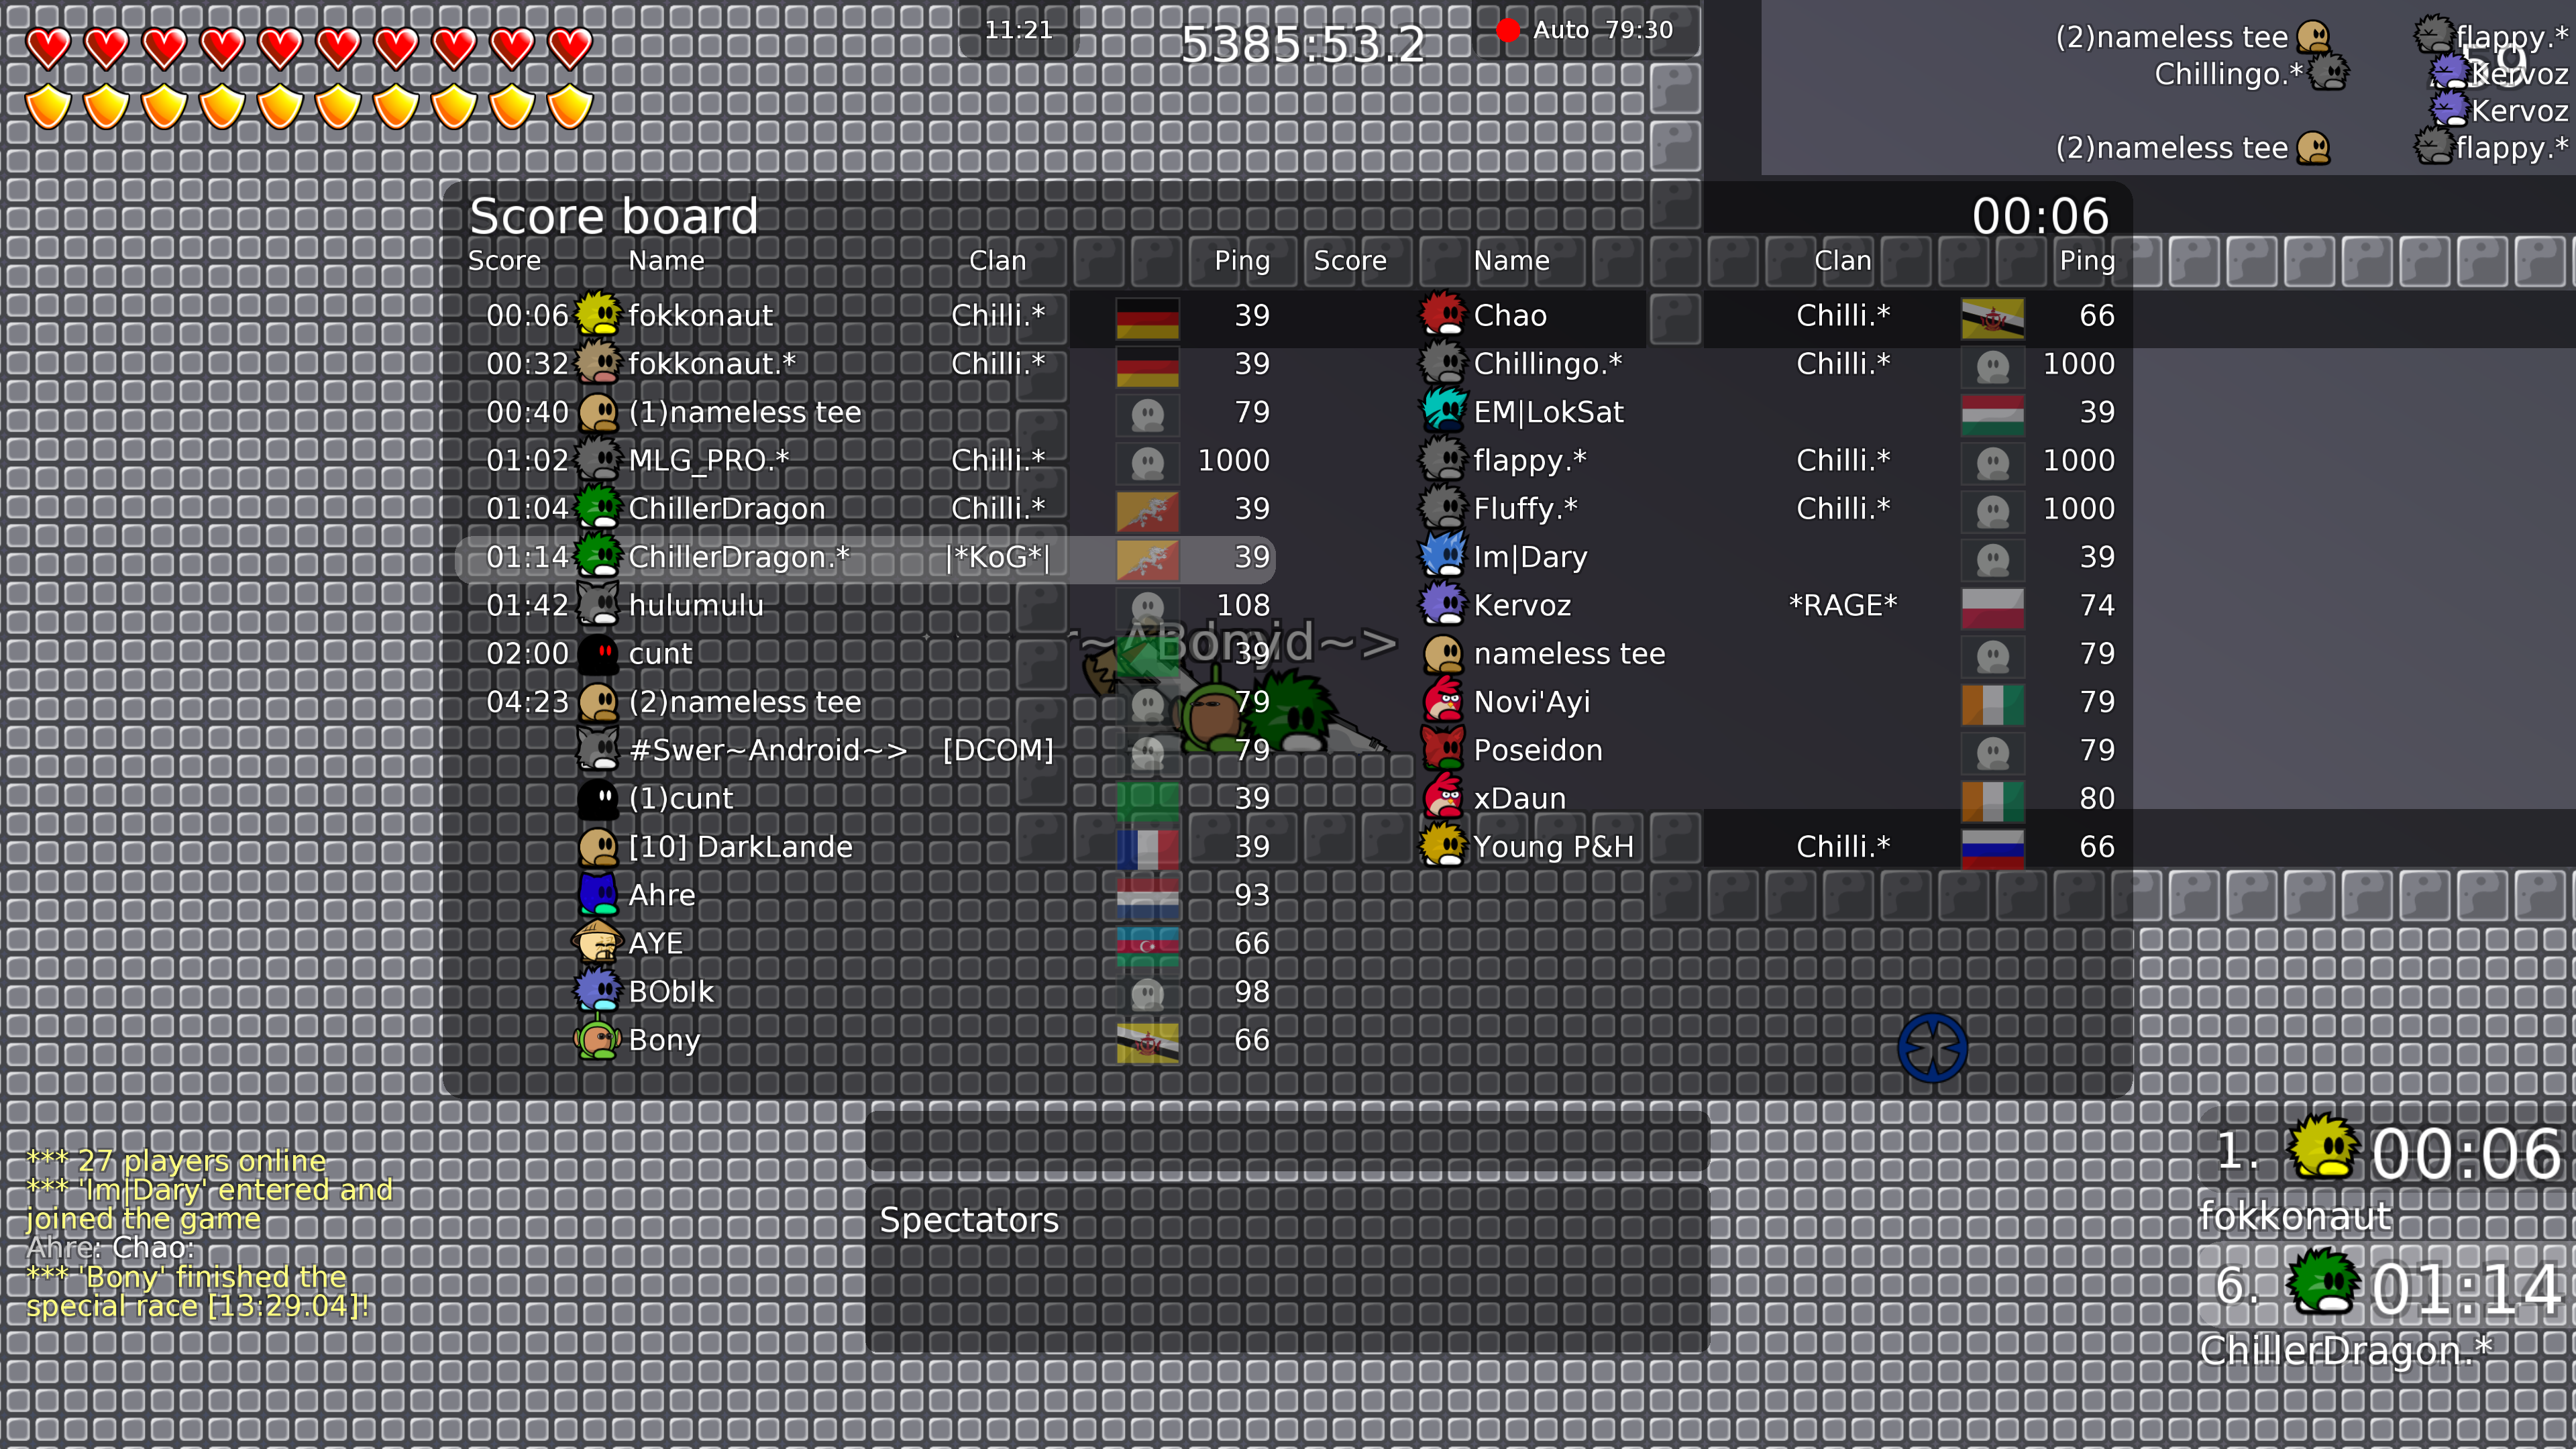 11:21
5385:53.2
Auto 79:30
(2)nameless tee flappy.*
Chillingo.* Kervoz
Kervoz
(2)nameless tee flappy.*
Score board 00:06
Score Name Clan Ping Score Name Clan Ping
00:06 fokkonaut Chilli.* 39 Chao Chilli.* 66
00:32 fokkonaut.* Chilli.* 39 Chillingo.* Chilli.* 1000
00:40 (1)nameless tee 79 EM|LokSat 39
01:02 MLG_PRO.* Chilli.* 1000 flappy.* Chilli.* 1000
01:04 ChillerDragon Chilli.* 39 Fluffy.* Chilli.* 1000
01:14 ChillerDragon.* |*KoG*| 39 Im|Dary 39
01:42 hulumulu 108 Kervoz *RAGE* 74
02:00 cunt 39 nameless tee 79
04:23 (2)nameless tee 79 Novi'Ayi 79
#Swer~Android~> [DCOM] 79 Poseidon 79
(1)cunt 39 xDaun 80
[10] DarkLande 39 Young P&H Chilli.* 66
Ahre 93
AYE 66
BOblk 98
Bony 66
Spectators
*** 27 players online
*** 'Im|Dary' entered and
joined the game
Ahre: Chao:
*** 'Bony' finished the
special race [13:29.04]!
1. 00:06
fokkonaut
6. 01:14
ChillerDragon.*